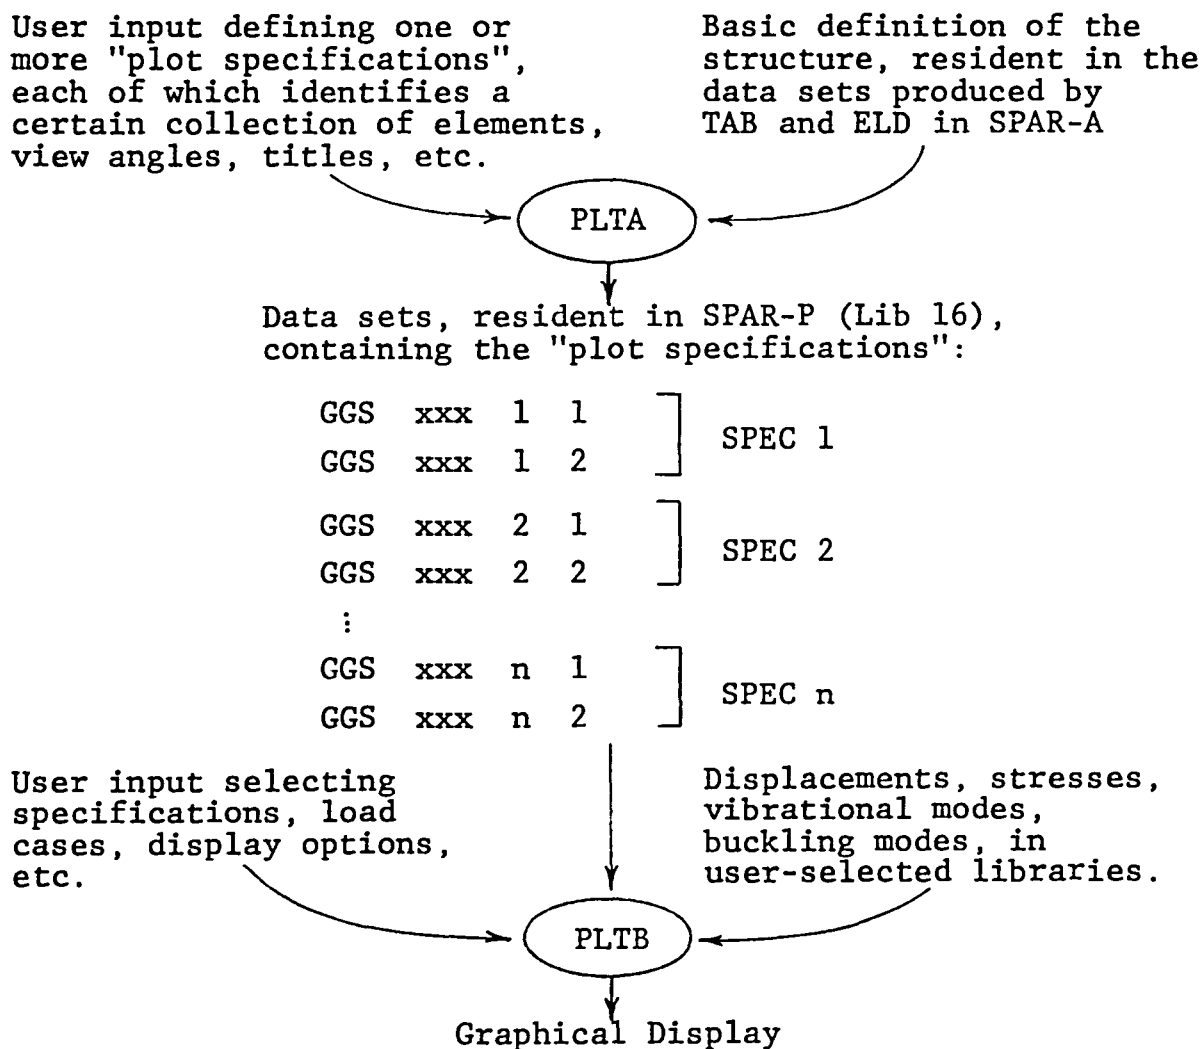 User input defining one or
more "plot specifications",
each of which identifies a
certain collection of elements,
view angles, titles, etc.
Basic definition of the
structure, resident in the
data sets produced by
TAB and ELD in SPAR-A
PLTA
Data sets, resident in SPAR-P (Lib 16),
containing the "plot specifications":
GGS xxx 1 1
GGS xxx 1 2
SPEC 1
GGS xxx 2 1
GGS xxx 2 2
SPEC 2
⋮
GGS xxx n 1
GGS xxx n 2
SPEC n
User input selecting
specifications, load
cases, display options,
etc.
Displacements, stresses,
vibrational modes,
buckling modes, in
user-selected libraries.
PLTB
Graphical Display